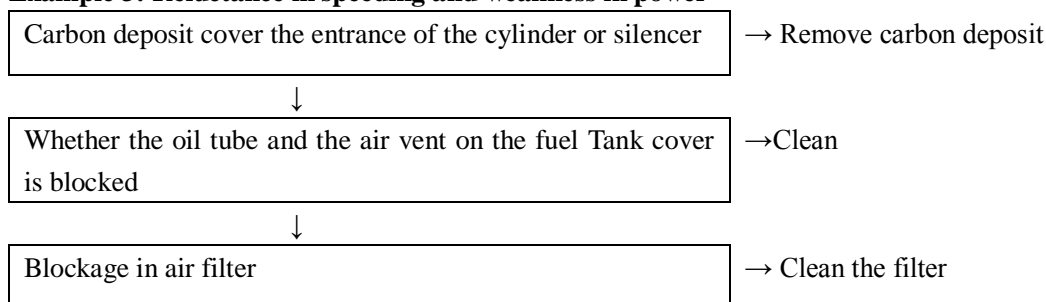 Example 3: Reluctance in speeding and weakness in power
Carbon deposit cover the entrance of the cylinder or silencer → Remove carbon deposit
↓
Whether the oil tube and the air vent on the fuel Tank cover →Clean
is blocked
↓
Blockage in air filter → Clean the filter